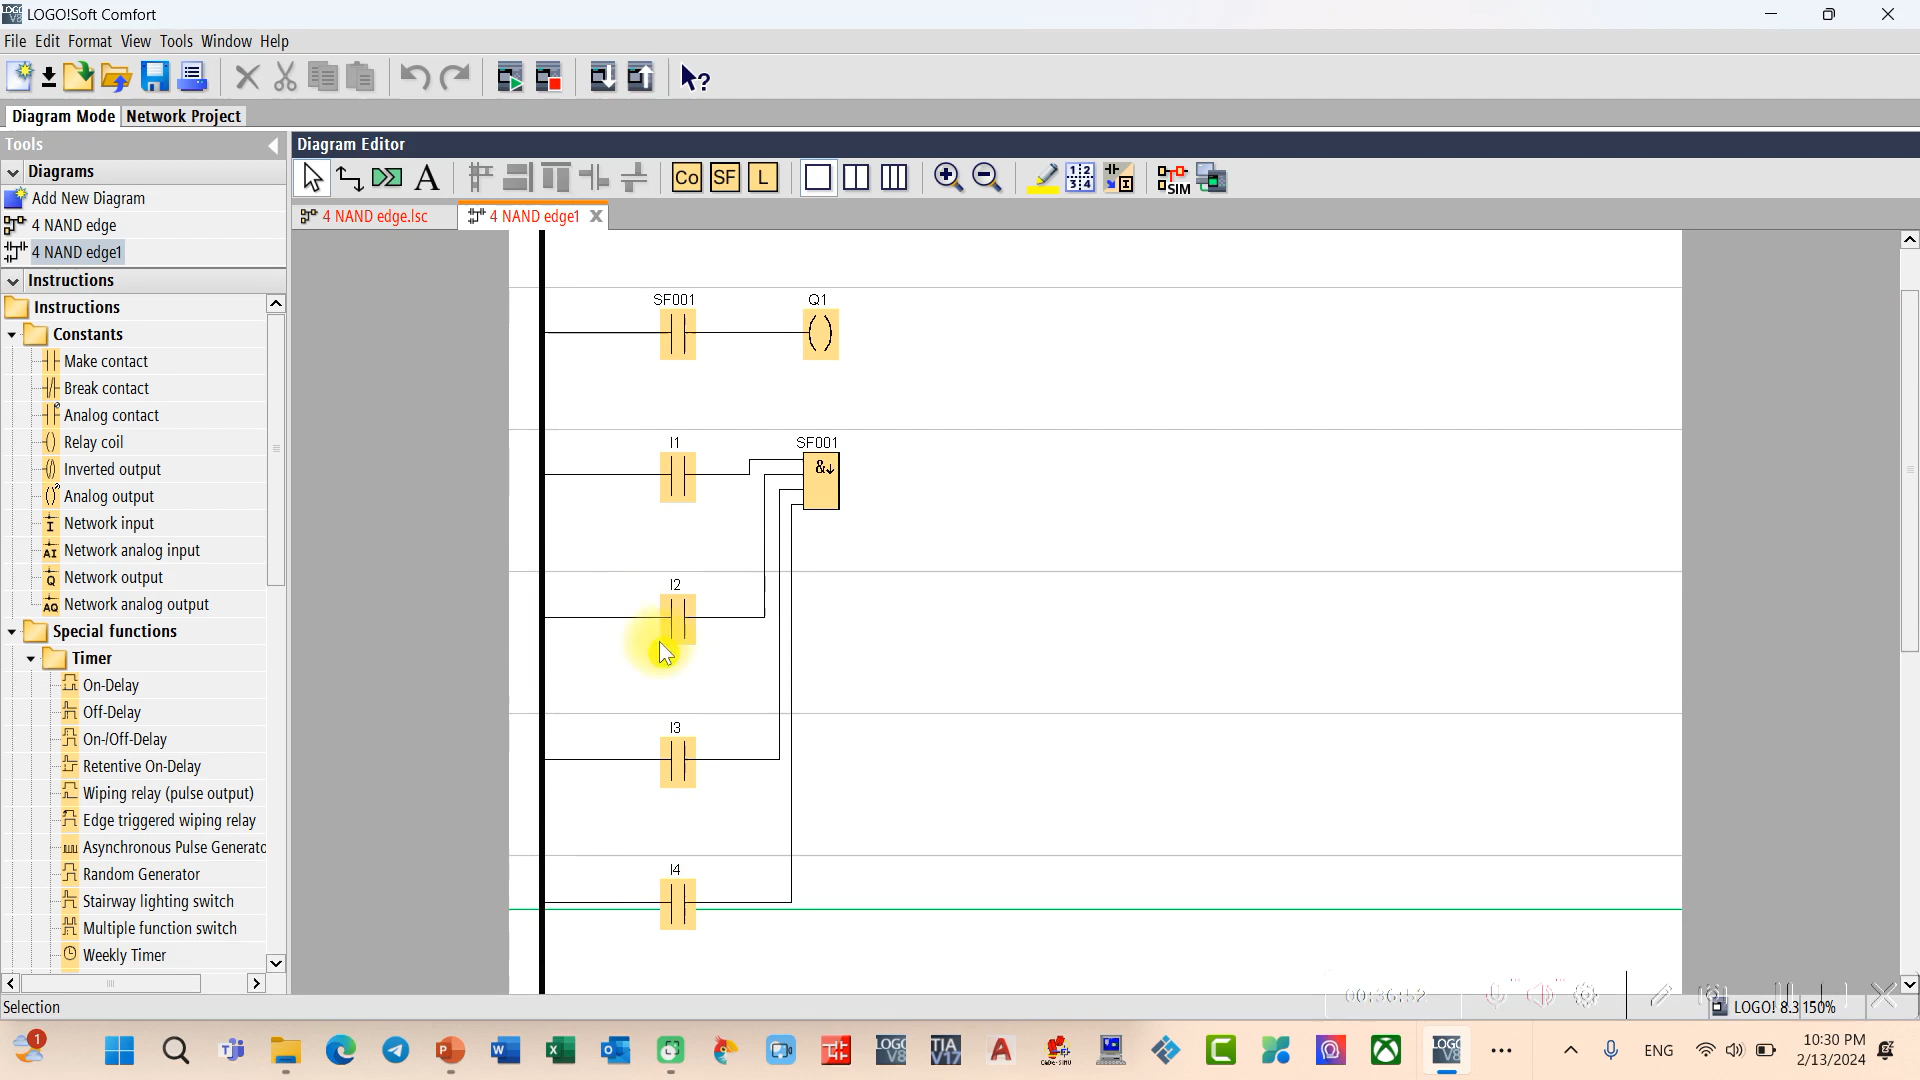 LOGO!Soft Comfort
File Edit Format View Tools Window Help
Diagram Mode Network Project
Tools
Diagrams
Add New Diagram
4 NAND edge
4 NAND edge1
Instructions
Instructions
Constants
Make contact
Break contact
Analog contact
Relay coil
Inverted output
Analog output
Network input
Network analog input
Network output
Network analog output
Special functions
Timer
On-Delay
Off-Delay
On-/Off-Delay
Retentive On-Delay
Wiping relay (pulse output)
Edge triggered wiping relay
Asynchronous Pulse Generato
Random Generator
Stairway lighting switch
Multiple function switch
Weekly Timer
Diagram Editor
Co SF L SIM
4 NAND edge.lsc 4 NAND edge1
SF001 Q1
I1 SF001
&↓
I2
I3
I4
00:36:52
Selection
LOGO! 8.3 150%
ENG
10:30 PM
2/13/2024